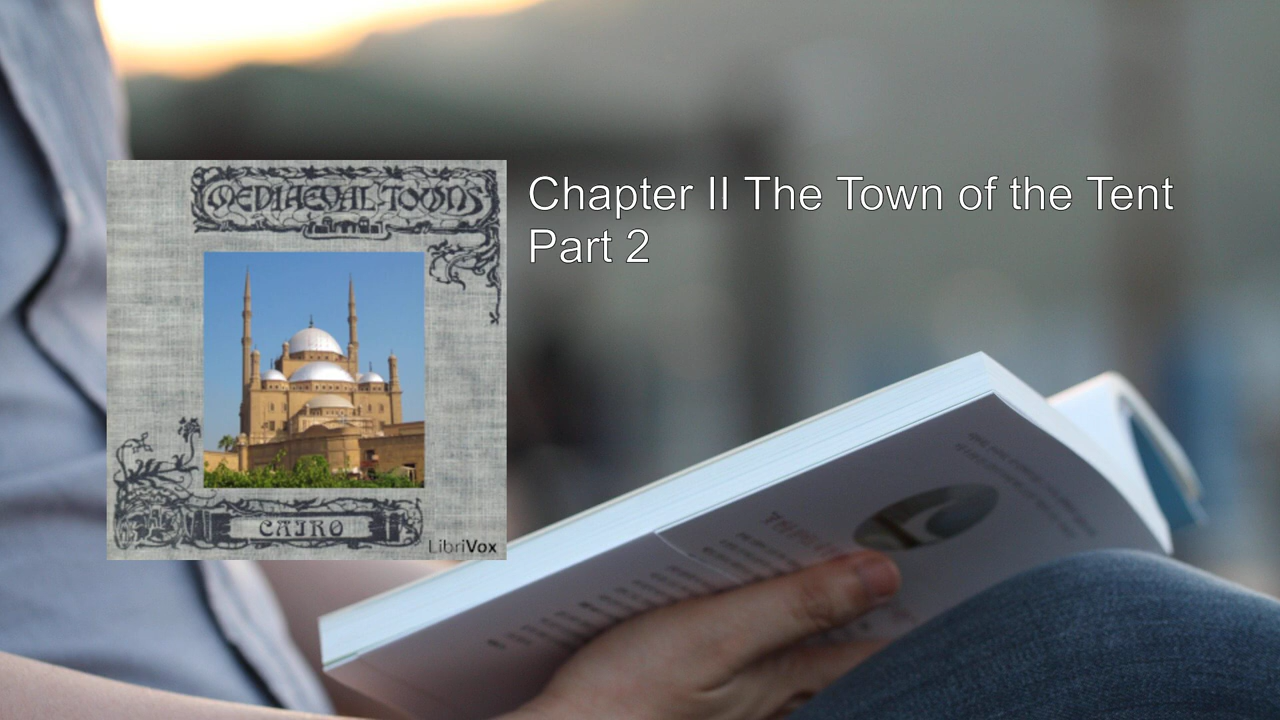 MEDIAEVAL TOWNS
CAIRO
LibriVox
Chapter II The Town of the Tent
Part 2